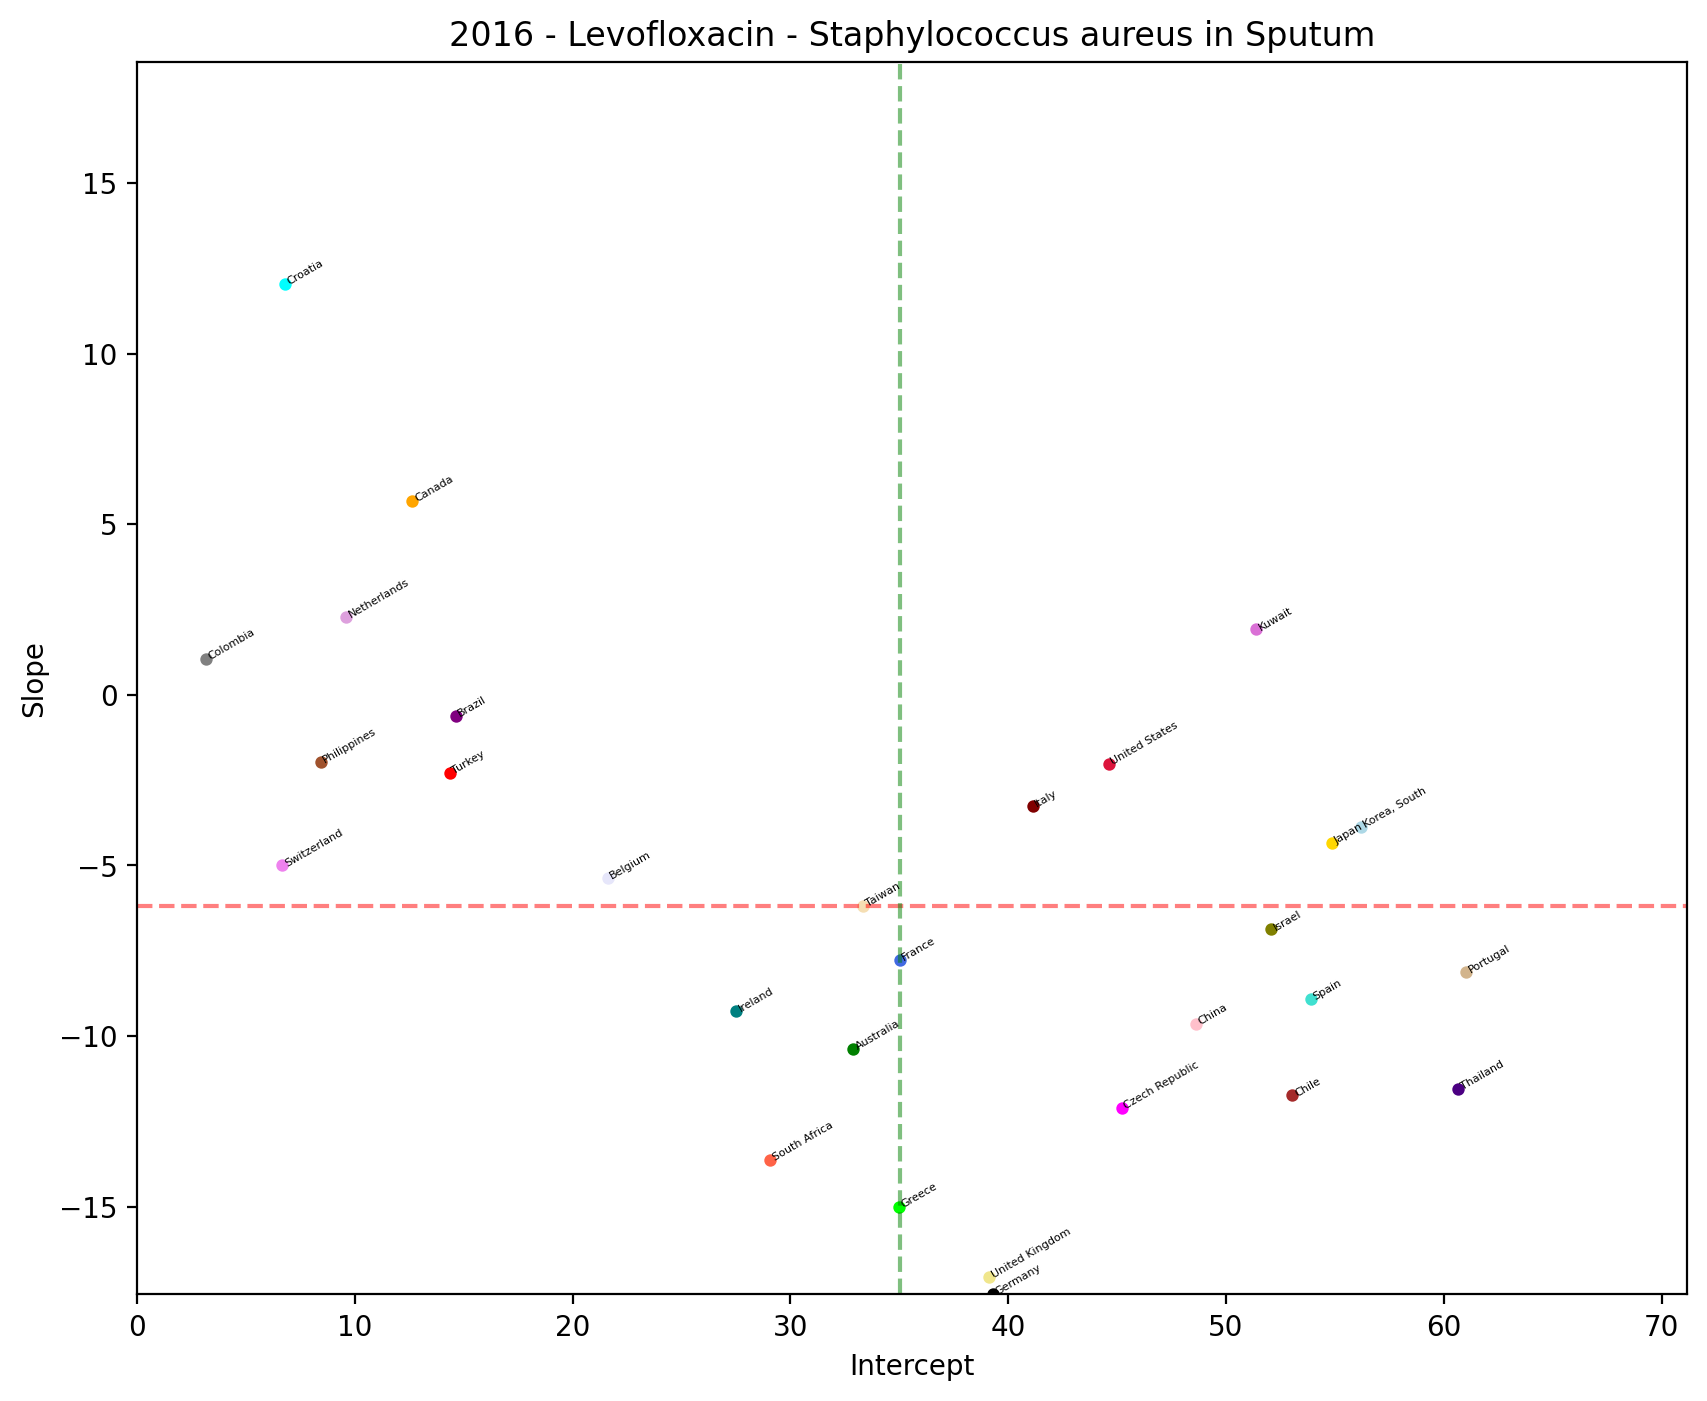 2016 - Levofloxacin - Staphylococcus aureus in Sputum
Slope
15
10
5
0
−5
−10
−15
Croatia
Canada
Netherlands
Colombia
Kuwait
Brazil
Philippines
Turkey
United States
Italy
Switzerland
Japan
Korea, South
Belgium
Taiwan
Israel
France
Portugal
Ireland
Spain
China
Australia
Czech Republic
Chile
Thailand
South Africa
Greece
United Kingdom
Germany
0
10
20
30
40
50
60
70
Intercept